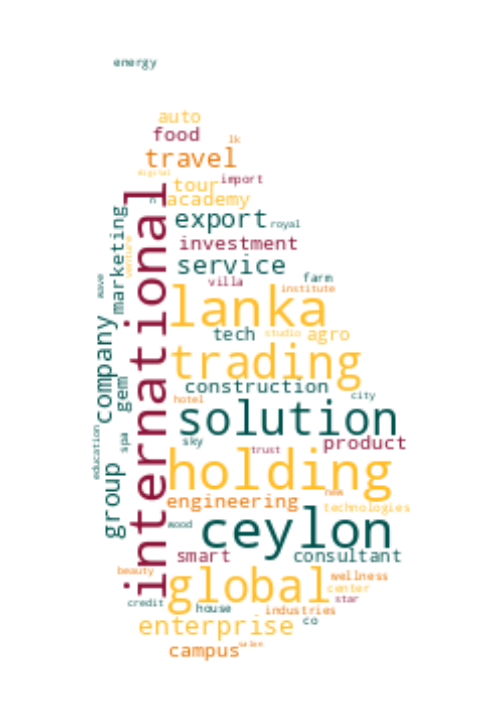 energy
auto
food
lk
travel
digital
tour
import
academy
export
royal
investment
service
villa
farm
institute
international
marketing
venture
wave
lanka
tech
studio
agro
trading
construction
company
gem
hotel
city
solution
sky
product
education
spa
trust
holding
group
new
engineering
technologies
wood
ceylon
smart
consultant
beauty
global
wellness
center
credit
star
house
industries
co
enterprise
campus
salon